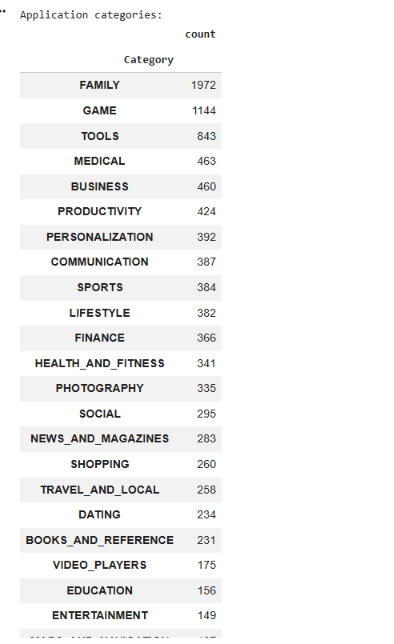 Application categories:
count
Category
FAMILY 1972
GAME 1144
TOOLS 843
MEDICAL 463
BUSINESS 460
PRODUCTIVITY 424
PERSONALIZATION 392
COMMUNICATION 387
SPORTS 384
LIFESTYLE 382
FINANCE 366
HEALTH_AND_FITNESS 341
PHOTOGRAPHY 335
SOCIAL 295
NEWS_AND_MAGAZINES 283
SHOPPING 260
TRAVEL_AND_LOCAL 258
DATING 234
BOOKS_AND_REFERENCE 231
VIDEO_PLAYERS 175
EDUCATION 156
ENTERTAINMENT 149